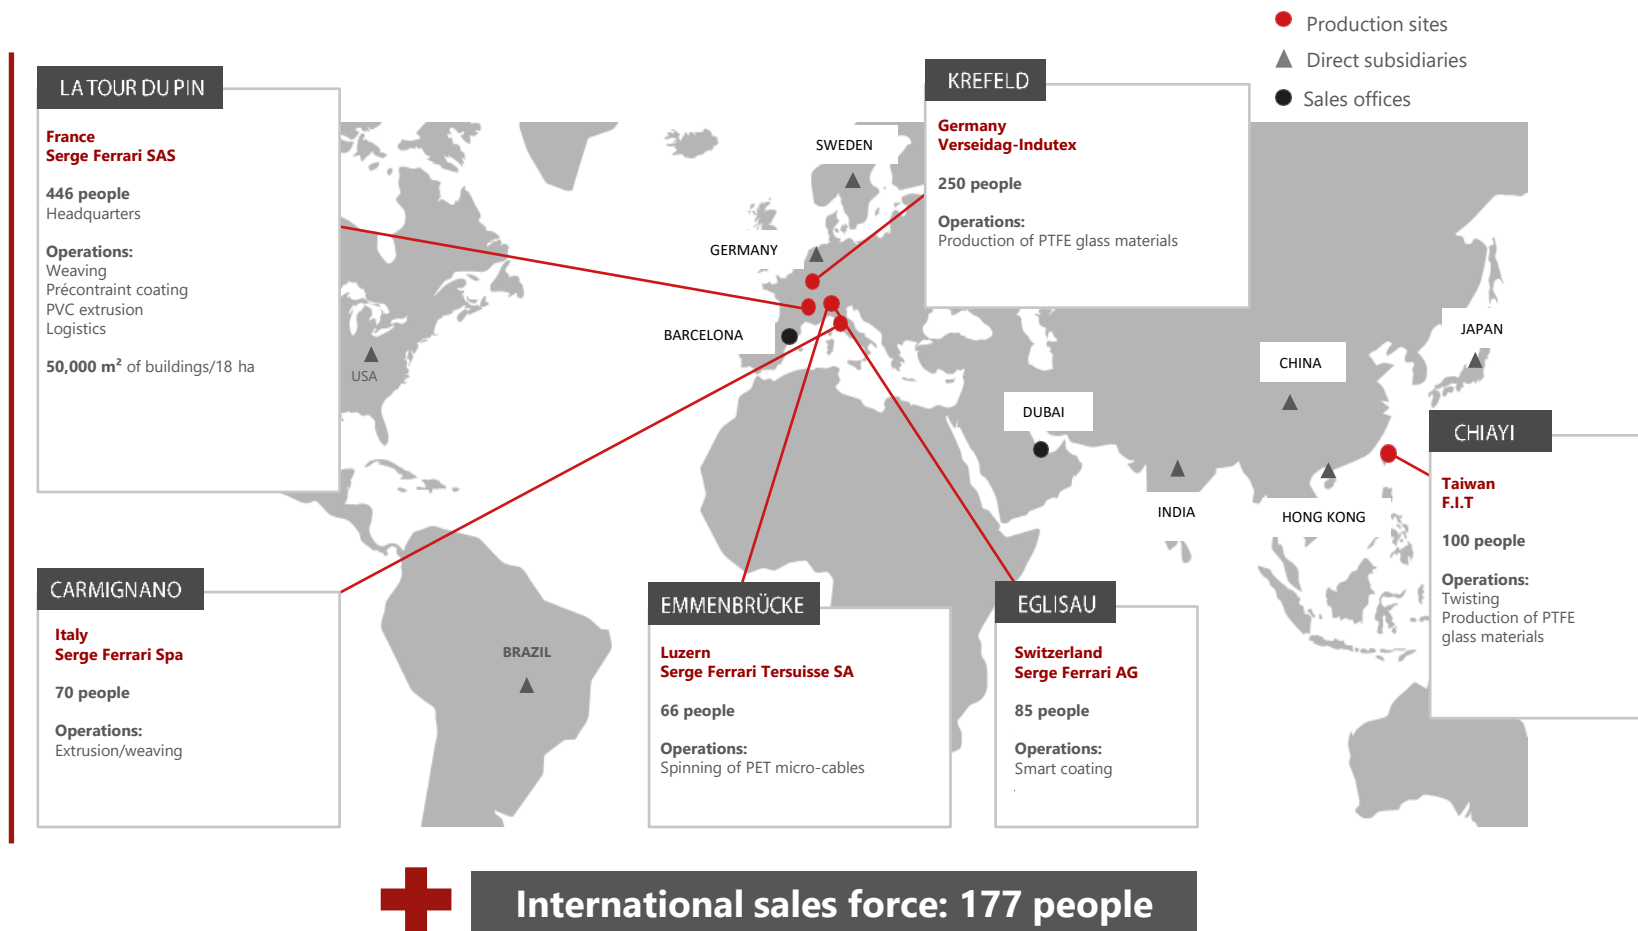 Production sites
Direct subsidiaries
Sales offices
LA TOUR DU PIN
France
Serge Ferrari SAS
446 people
Headquarters
Operations:
Weaving
Précontraint coating
PVC extrusion
Logistics
50,000 m² of buildings/18 ha
KREFELD
Germany
Verseidag-Indutex
250 people
Operations:
Production of PTFE glass materials
SWEDEN
GERMANY
BARCELONA
USA
JAPAN
CHINA
DUBAI
INDIA
HONG KONG
BRAZIL
CHIAYI
Taiwan
F.I.T
100 people
Operations:
Twisting
Production of PTFE
glass materials
CARMIGNANO
Italy
Serge Ferrari Spa
70 people
Operations:
Extrusion/weaving
EMMENBRÜCKE
Luzern
Serge Ferrari Tersuisse SA
66 people
Operations:
Spinning of PET micro-cables
EGLISAU
Switzerland
Serge Ferrari AG
85 people
Operations:
Smart coating
.
International sales force: 177 people